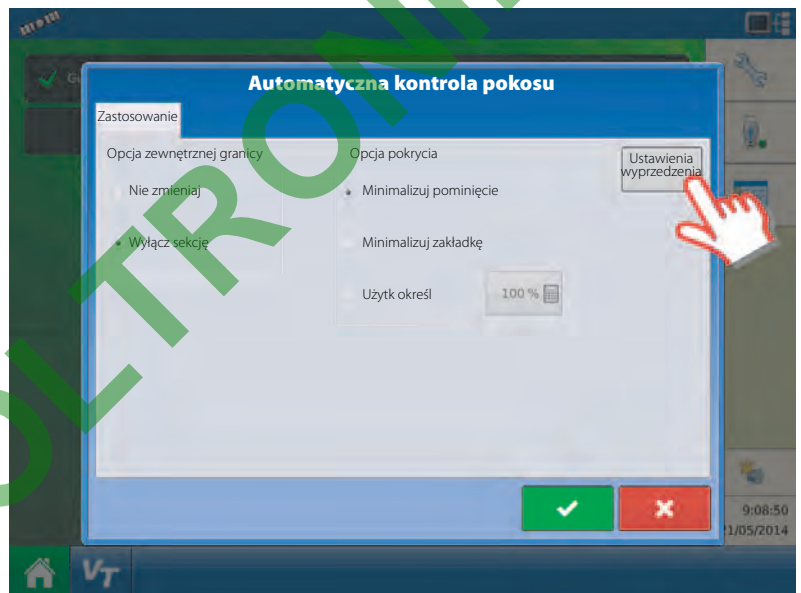 Automatyczna kontrola pokosu
Zastosowanie
Opcja zewnętrznej granicy
Opcja pokrycia
Ustawienia
wyprzedzenia
Nie zmieniaj
Minimalizuj pominięcie
Wyłącz sekcję
Minimalizuj zakładkę
Użytk określ
100 %
9:08:50
1/05/2014
VT